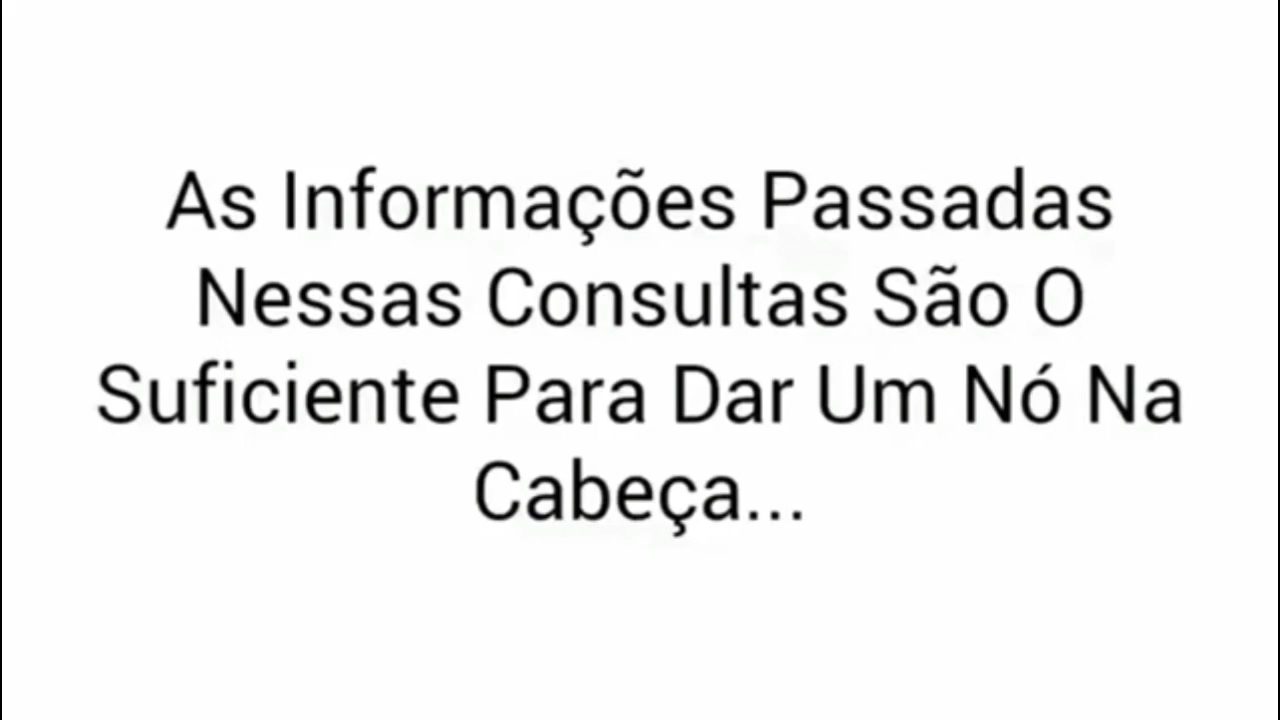 As Informações Passadas
Nessas Consultas São O
Suficiente Para Dar Um Nó Na
Cabeça...